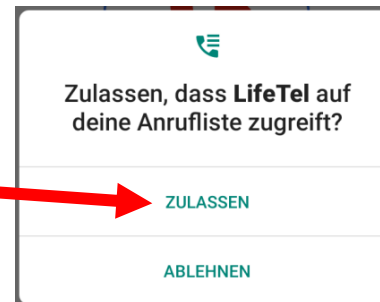 Zulassen, dass LifeTel auf
deine Anrufliste zugreift?
ZULASSEN
ABLEHNEN